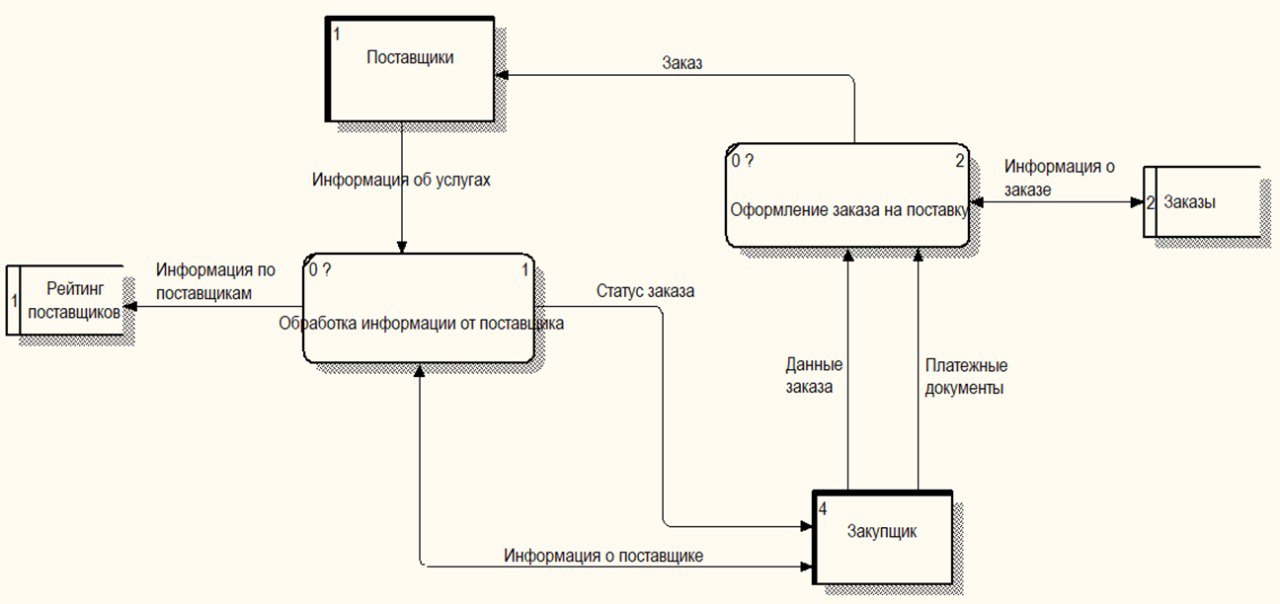 1
Поставщики
Заказ
0 ?
2
Оформление заказа на поставку
Информация о
заказе
2
Заказы
Информация об услугах
0 ?
1
Обработка информации от поставщика
Информация по
поставщикам
1
Рейтинг
поставщиков
Статус заказа
Данные
заказа
Платежные
документы
4
Закупщик
Информация о поставщике